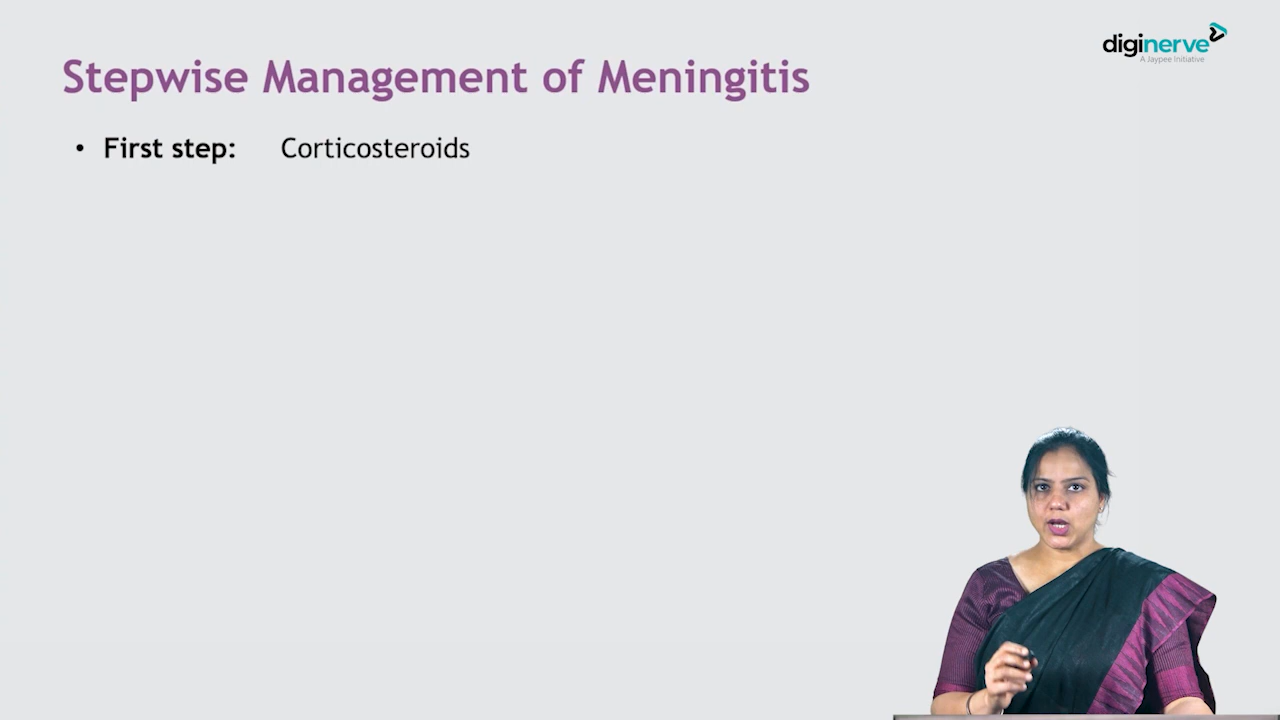 diginerve
A Jaypee Initiative
Stepwise Management of Meningitis
• First step: Corticosteroids